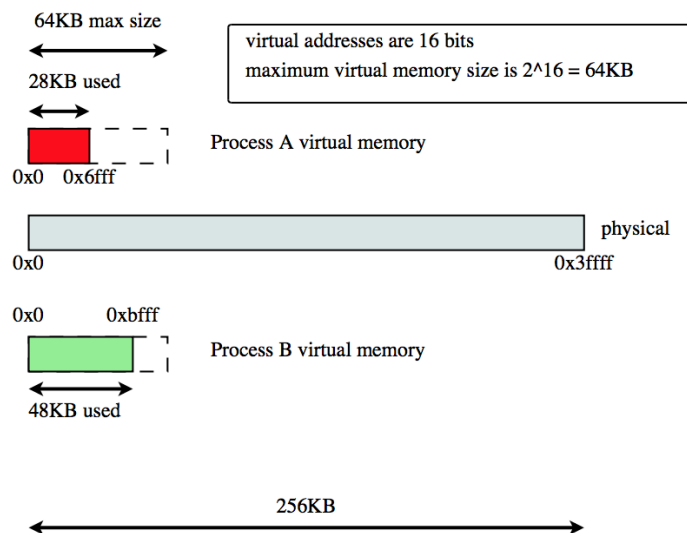 64KB max size
virtual addresses are 16 bits
maximum virtual memory size is 2^16 = 64KB
28KB used
Process A virtual memory
0x0 0x6fff
physical
0x0 0x3ffff
0x0 0xbfff
Process B virtual memory
48KB used
256KB